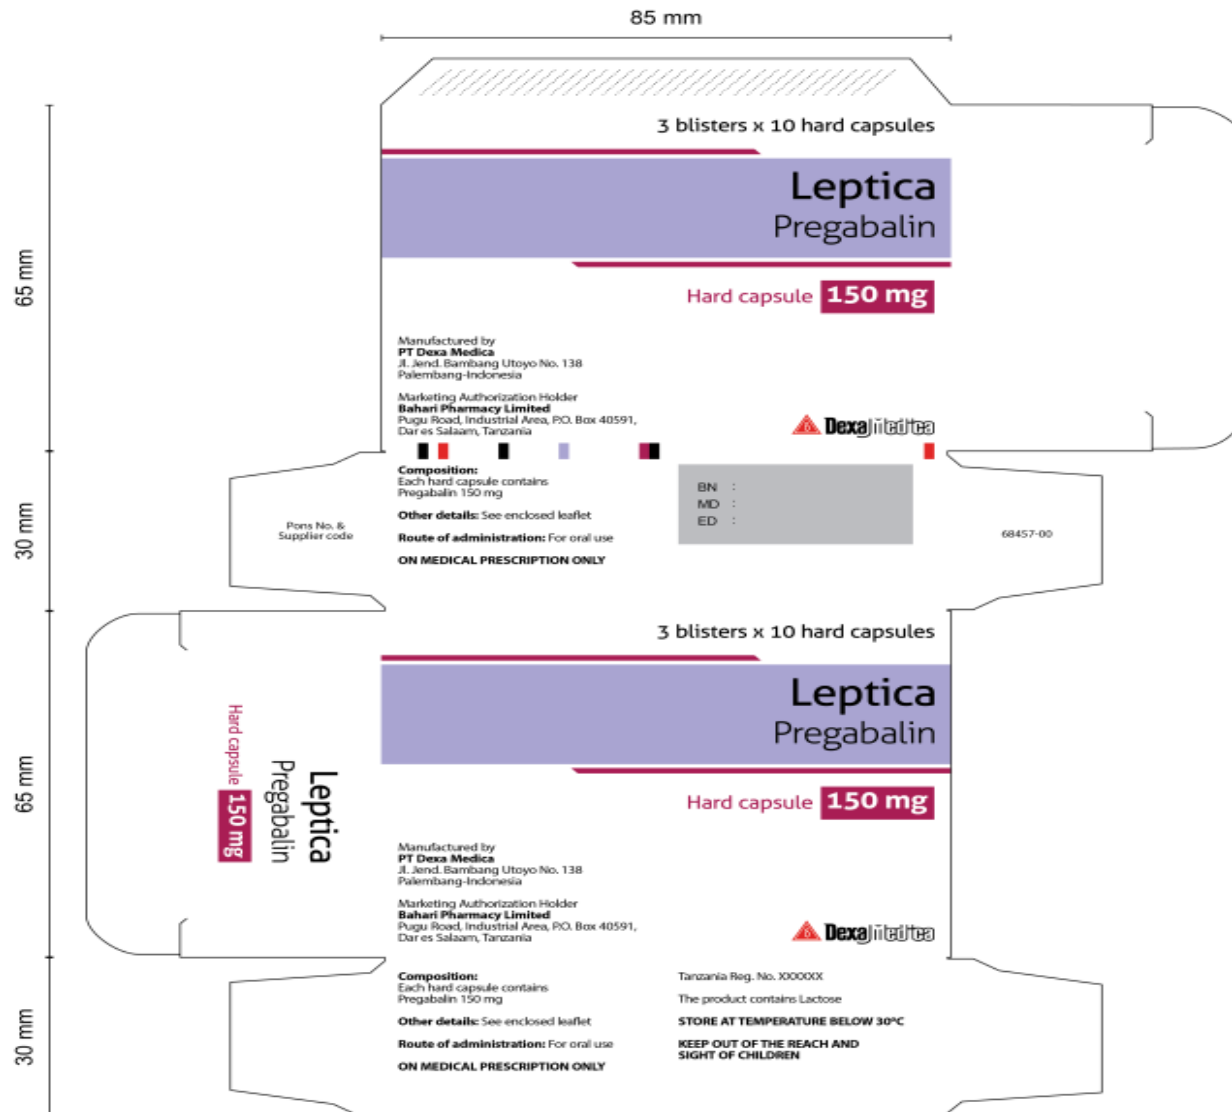 85 mm
3 blisters x 10 hard capsules
Leptica
Pregabalin
Hard capsule 150 mg
65 mm
Manufactured by
PT Dexa Medica
Jl. Jend. Bambang Utoyo No. 138
Palembang-Indonesia
Marketing Authorization Holder
Bahari Pharmacy Limited
Pugu Road, Industrial Area, P.O. Box 40591,
Dar es Salaam, Tanzania
Dexa Medica
30 mm
Pons No. &
Supplier code
Composition:
Each hard capsule contains
Pregabalin 150 mg
Other details: See enclosed leaflet
Route of administration: For oral use
ON MEDICAL PRESCRIPTION ONLY
BN :
MD :
ED :
68457-00
65 mm
Hard capsule 150 mg
Pregabalin
Leptica
3 blisters x 10 hard capsules
Leptica
Pregabalin
Hard capsule 150 mg
Manufactured by
PT Dexa Medica
Jl. Jend. Bambang Utoyo No. 138
Palembang-Indonesia
Marketing Authorization Holder
Bahari Pharmacy Limited
Pugu Road, Industrial Area, P.O. Box 40591,
Dar es Salaam, Tanzania
Dexa Medica
30 mm
Composition:
Each hard capsule contains
Pregabalin 150 mg
Other details: See enclosed leaflet
Route of administration: For oral use
ON MEDICAL PRESCRIPTION ONLY
Tanzania Reg. No. XXXXXX
The product contains Lactose
STORE AT TEMPERATURE BELOW 30°C
KEEP OUT OF THE REACH AND
SIGHT OF CHILDREN